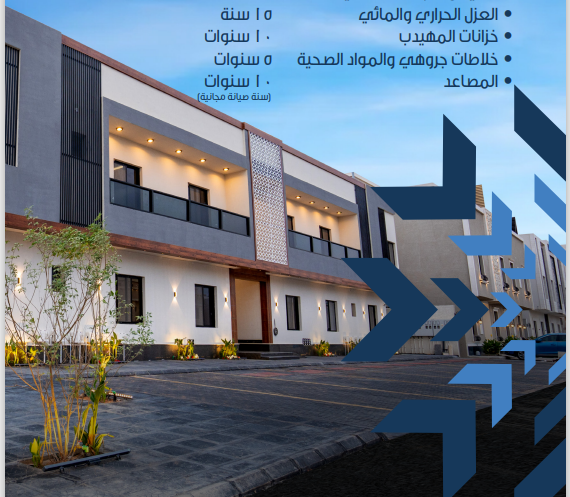 • العزل الحراري والمائي ١٥ سنة
• خزانات المهيدب ١٠ سنوات
• خلاطات جروهي والمواد الصحية ٥ سنوات
• المصاعد ١٠ سنوات
(سنة صيانة مجانية)